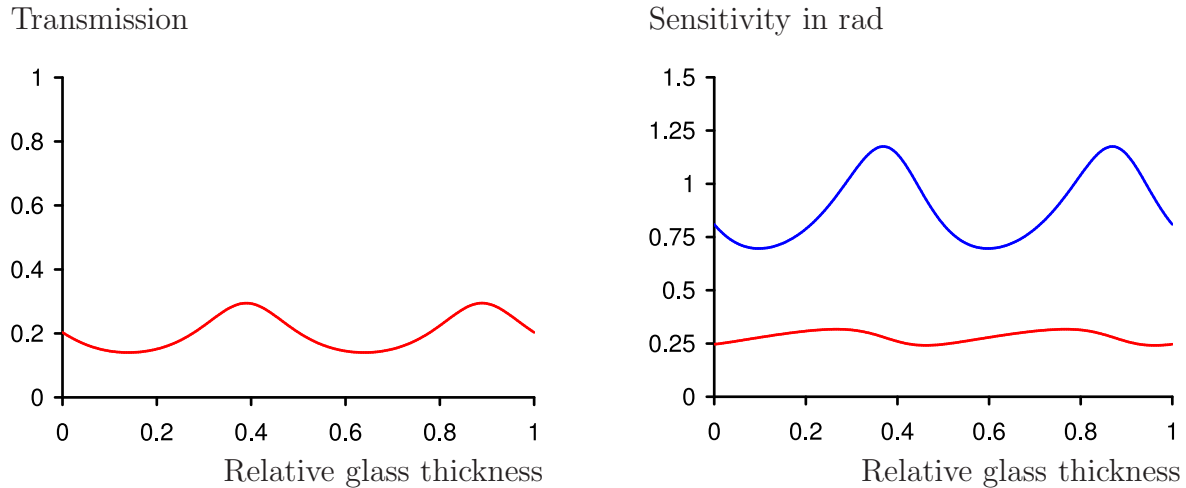 Transmission
1
0.8
0.6
0.4
0.2
0
0 0.2 0.4 0.6 0.8 1
Relative glass thickness
Sensitivity in rad
1.5
1.25
1
0.75
0.5
0.25
0
0 0.2 0.4 0.6 0.8 1
Relative glass thickness